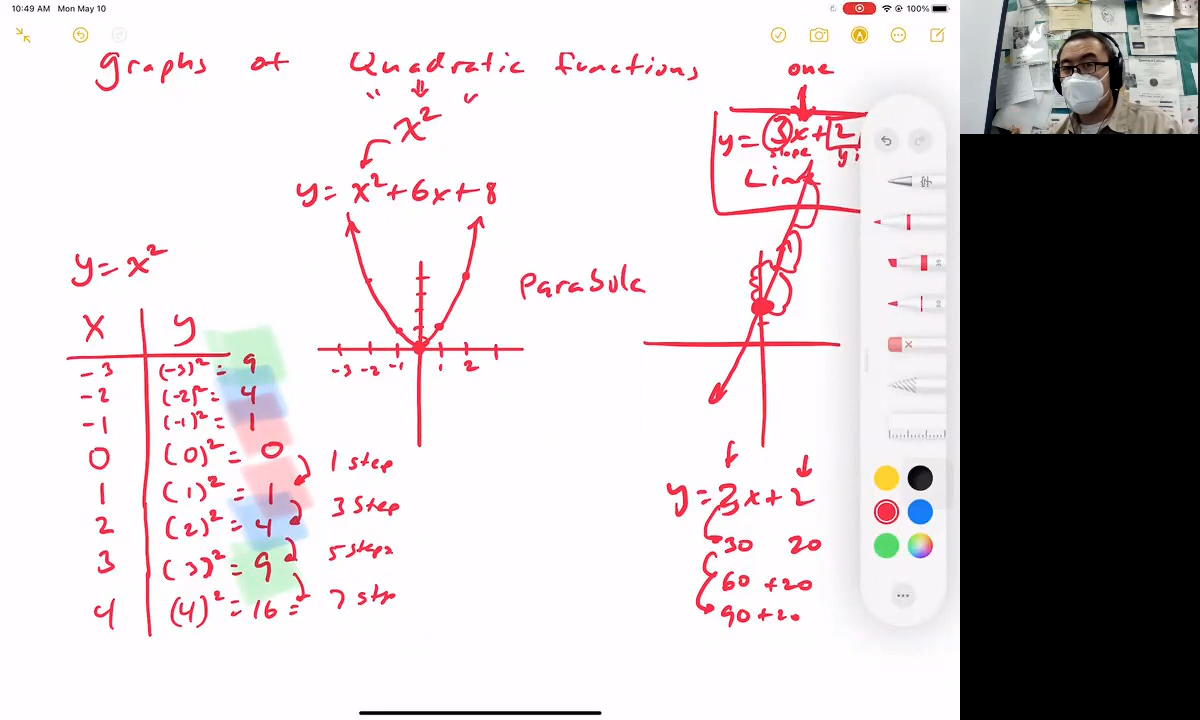 10:49 AM Mon May 10
100%
Graphs of Quadratic functions
" "
x²
y = x² + 6x + 8
one
y = 3x + 2
slope
Line
y = x²
Parabola
x y
-3 (-3)² = 9
-2 (-2)² = 4
-1 (-1)² = 1
0 (0)² = 0
1 (1)² = 1
2 (2)² = 4
3 (3)² = 9
4 (4)² = 16 =
1 step
3 step
5 steps
7 step
-3 -2 -1 1 2
y = 3x + 2
30 20
60 + 20
90 + 20